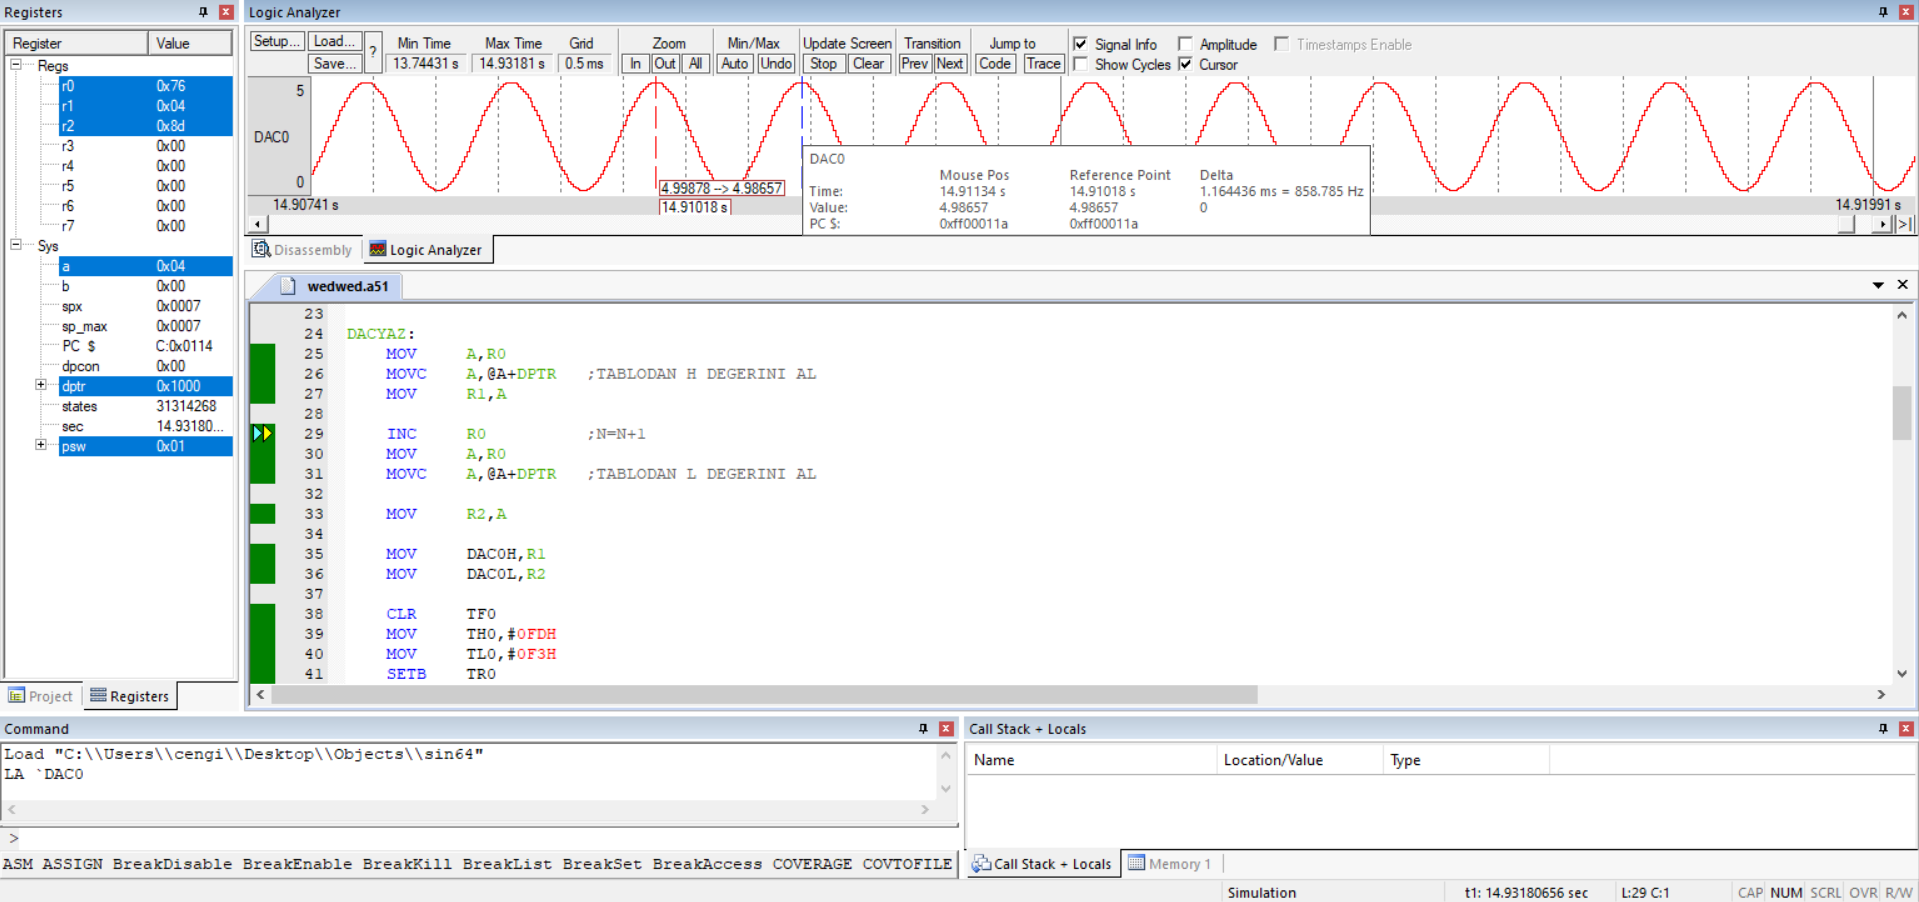 Registers
Register Value
Regs
r0 0x76
r1 0x04
r2 0x8d
r3 0x00
r4 0x00
r5 0x00
r6 0x00
r7 0x00
Sys
a 0x04
b 0x00
spx 0x0007
sp_max 0x0007
PC $ C:0x0114
dpcon 0x00
dptr 0x1000
states 31314268
sec 14.93180...
psw 0x01
Project Registers
Logic Analyzer
Setup... Load... ? Min Time Max Time Grid Zoom Min/Max Update Screen Transition Jump to Signal Info Amplitude Timestamps Enable
Save... 13.74431 s 14.93181 s 0.5 ms In Out All Auto Undo Stop Clear Prev Next Code Trace Show Cycles Cursor
5
DAC0
0
4.99878 --> 4.98657
14.90741 s 14.91018 s 14.91991 s
DAC0
Mouse Pos Reference Point Delta
Time: 14.91134 s 14.91018 s 1.164436 ms = 858.785 Hz
Value: 4.98657 4.98657 0
PC $: 0xff00011a 0xff00011a
Disassembly Logic Analyzer
wedwed.a51
23
24 DACYAZ:
25 MOV A,R0
26 MOVC A,@A+DPTR ;TABLODAN H DEGERINI AL
27 MOV R1,A
28
29 INC R0 ;N=N+1
30 MOV A,R0
31 MOVC A,@A+DPTR ;TABLODAN L DEGERINI AL
32
33 MOV R2,A
34
35 MOV DAC0H,R1
36 MOV DAC0L,R2
37
38 CLR TF0
39 MOV TH0,#0FDH
40 MOV TL0,#0F3H
41 SETB TR0
Command
Load "C:\\Users\\cengi\\Desktop\\Objects\\sin64"
LA `DAC0
>
ASM ASSIGN BreakDisable BreakEnable BreakKill BreakList BreakSet BreakAccess COVERAGE COVTOFILE
Call Stack + Locals
Name Location/Value Type
Call Stack + Locals Memory 1
Simulation t1: 14.93180656 sec L:29 C:1 CAP NUM SCRL OVR R/W